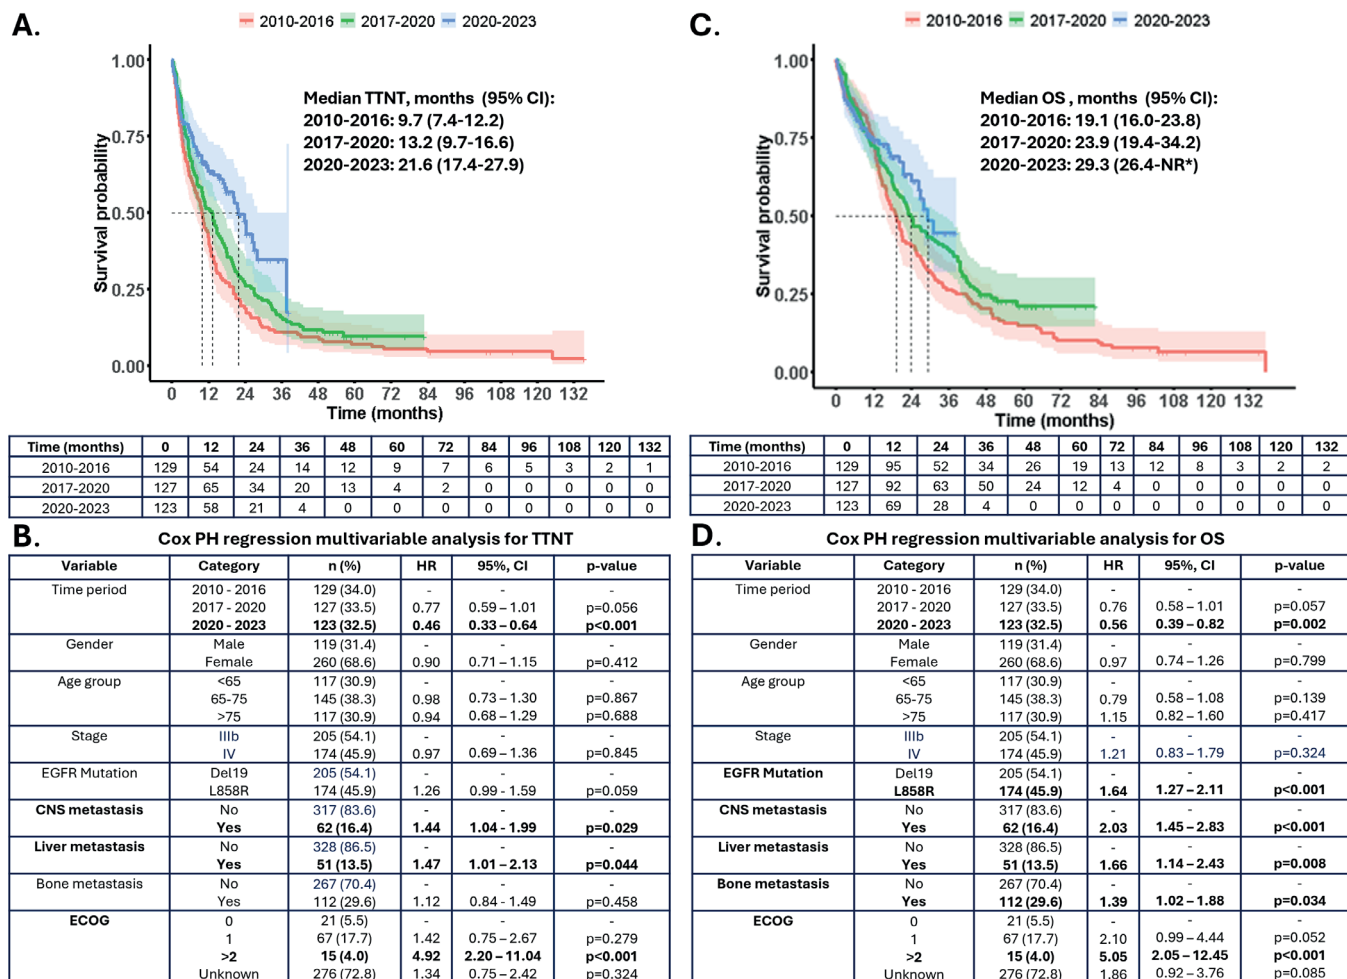 A.
2010-2016 2017-2020 2020-2023
Survival probability
1.00
0.75
0.50
0.25
0.00
Median TTNT, months (95% CI):
2010-2016: 9.7 (7.4-12.2)
2017-2020: 13.2 (9.7-16.6)
2020-2023: 21.6 (17.4-27.9)
0 12 24 36 48 60 72 84 96 108 120 132
Time (months)
Time (months) 0 12 24 36 48 60 72 84 96 108 120 132
2010-2016 129 54 24 14 12 9 7 6 5 3 2 1
2017-2020 127 65 34 20 13 4 2 0 0 0 0 0
2020-2023 123 58 21 4 0 0 0 0 0 0 0 0
C.
2010-2016 2017-2020 2020-2023
Survival probability
1.00
0.75
0.50
0.25
0.00
Median OS , months (95% CI):
2010-2016: 19.1 (16.0-23.8)
2017-2020: 23.9 (19.4-34.2)
2020-2023: 29.3 (26.4-NR*)
0 12 24 36 48 60 72 84 96 108 120 132
Time (months)
Time (months) 0 12 24 36 48 60 72 84 96 108 120 132
2010-2016 129 95 52 34 26 19 13 12 8 3 2 2
2017-2020 127 92 63 50 24 12 4 0 0 0 0 0
2020-2023 123 69 28 4 0 0 0 0 0 0 0 0
B.
Cox PH regression multivariable analysis for TTNT
Variable Category n (%) HR 95%, CI p-value
Time period 2010 - 2016 129 (34.0) - - -
2017 - 2020 127 (33.5) 0.77 0.59 – 1.01 p=0.056
2020 - 2023 123 (32.5) 0.46 0.33 – 0.64 p<0.001
Gender Male 119 (31.4) - - -
Female 260 (68.6) 0.90 0.71 – 1.15 p=0.412
Age group <65 117 (30.9) - - -
65-75 145 (38.3) 0.98 0.73 – 1.30 p=0.867
>75 117 (30.9) 0.94 0.68 – 1.29 p=0.688
Stage IIIb 205 (54.1) - - -
IV 174 (45.9) 0.97 0.69 – 1.36 p=0.845
EGFR Mutation Del19 205 (54.1) - - -
L858R 174 (45.9) 1.26 0.99 – 1.59 p=0.059
CNS metastasis No 317 (83.6) - - -
Yes 62 (16.4) 1.44 1.04 - 1.99 p=0.029
Liver metastasis No 328 (86.5) - - -
Yes 51 (13.5) 1.47 1.01 – 2.13 p=0.044
Bone metastasis No 267 (70.4) - - -
Yes 112 (29.6) 1.12 0.84 – 1.49 p=0.458
ECOG 0 21 (5.5) - - -
1 67 (17.7) 1.42 0.75 – 2.67 p=0.279
>2 15 (4.0) 4.92 2.20 – 11.04 p<0.001
Unknown 276 (72.8) 1.34 0.75 – 2.42 p=0.324
D.
Cox PH regression multivariable analysis for OS
Variable Category n (%) HR 95%, CI p-value
Time period 2010 - 2016 129 (34.0) - - -
2017 - 2020 127 (33.5) 0.76 0.58 – 1.01 p=0.057
2020 - 2023 123 (32.5) 0.56 0.39 – 0.82 p=0.002
Gender Male 119 (31.4) - - -
Female 260 (68.6) 0.97 0.74 – 1.26 p=0.799
Age group <65 117 (30.9) - - -
65-75 145 (38.3) 0.79 0.58 – 1.08 p=0.139
>75 117 (30.9) 1.15 0.82 – 1.60 p=0.417
Stage IIIb 205 (54.1) - - -
IV 174 (45.9) 1.21 0.83 – 1.79 p=0.324
EGFR Mutation Del19 205 (54.1) - - -
L858R 174 (45.9) 1.64 1.27 – 2.11 p<0.001
CNS metastasis No 317 (83.6) - - -
Yes 62 (16.4) 2.03 1.45 – 2.83 p<0.001
Liver metastasis No 328 (86.5) - - -
Yes 51 (13.5) 1.66 1.14 – 2.43 p=0.008
Bone metastasis No 267 (70.4) - - -
Yes 112 (29.6) 1.39 1.02 – 1.88 p=0.034
ECOG 0 21 (5.5) - - -
1 67 (17.7) 2.10 0.99 – 4.44 p=0.052
>2 15 (4.0) 5.05 2.05 – 12.45 p<0.001
Unknown 276 (72.8) 1.86 0.92 – 3.76 p=0.085